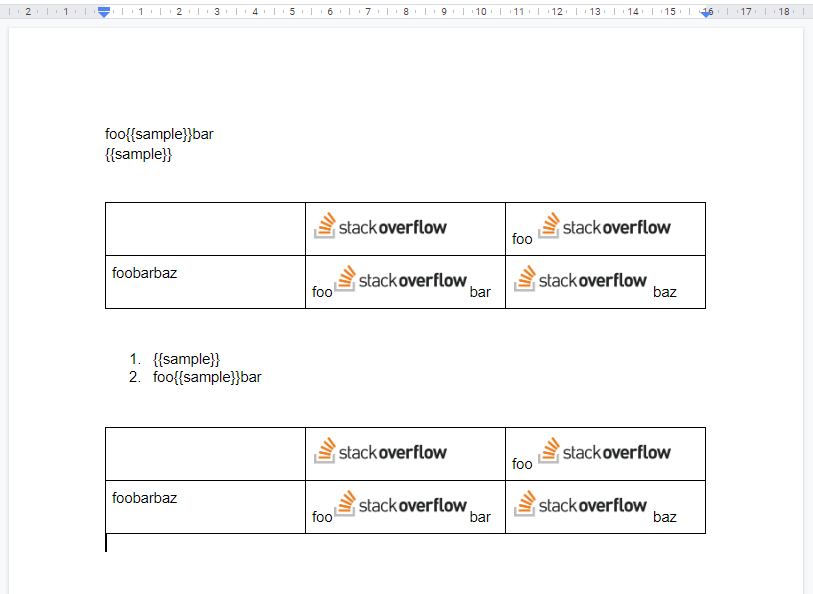 2 1 1 2 3 4 5 6 7 8 9 10 11 12 13 14 15 16 17 18
foo{{sample}}bar
{{sample}}
stackoverflow foo stackoverflow
foobarbaz foo stackoverflow bar stackoverflow baz
1. {{sample}}
2. foo{{sample}}bar
stackoverflow foo stackoverflow
foobarbaz foo stackoverflow bar stackoverflow baz